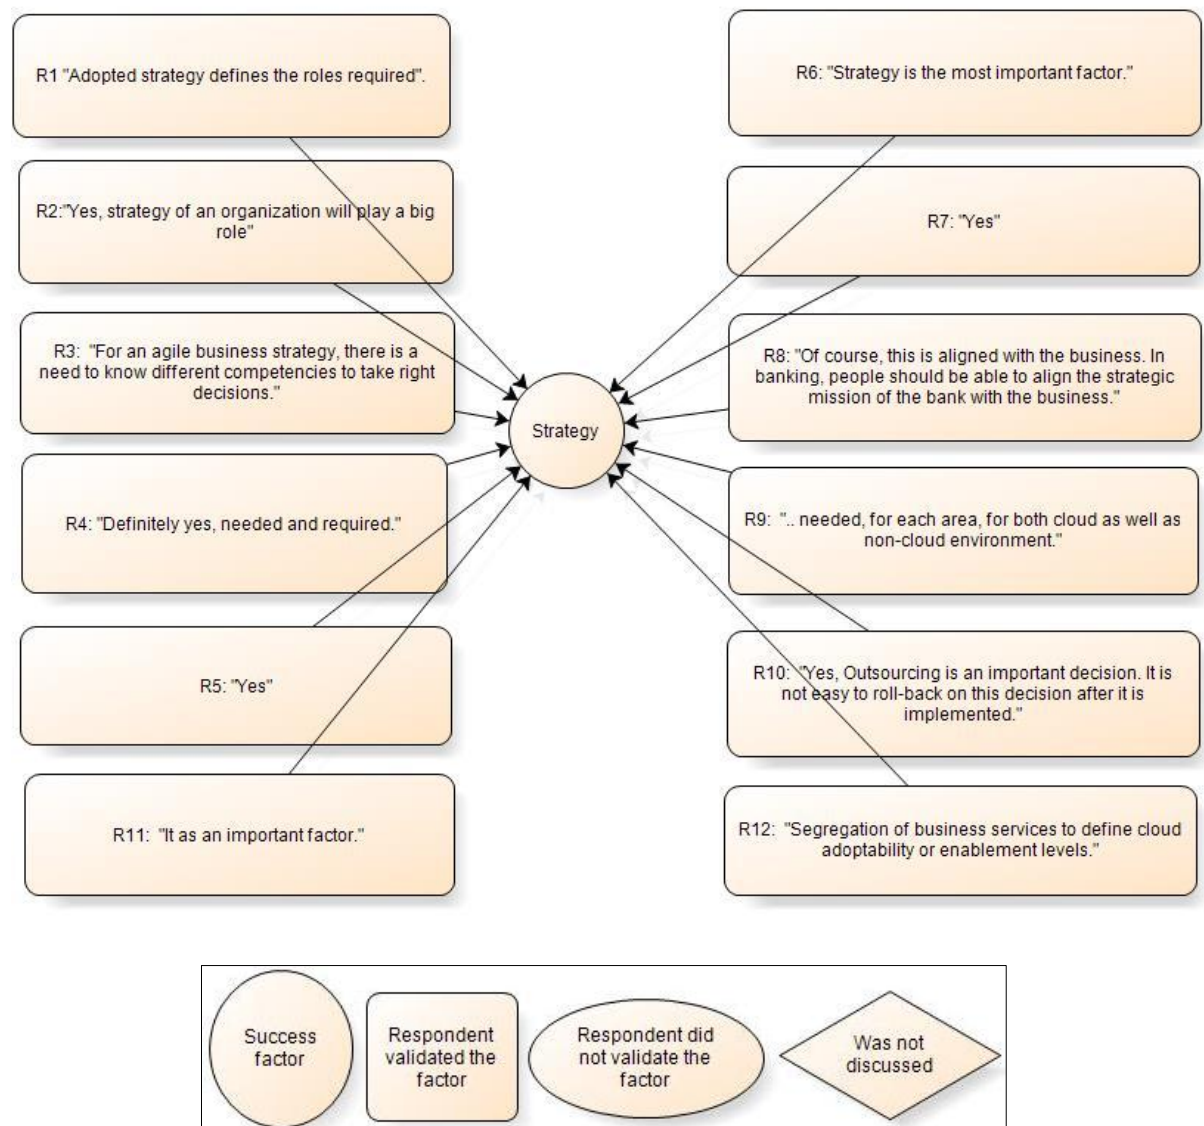 R1 "Adopted strategy defines the roles required".
R2:"Yes, strategy of an organization will play a big
role"
R3:  "For an agile business strategy, there is a
need to know different competencies to take right
decisions."
R4: "Definitely yes, needed and required."
R5: "Yes"
R11:  "It as an important factor."
Strategy
R6: "Strategy is the most important factor."
R7: "Yes"
R8: "Of course, this is aligned with the business. In
banking, people should be able to align the strategic
mission of the bank with the business."
R9:  ".. needed, for each area, for both cloud as well as
non-cloud environment."
R10:  "Yes, Outsourcing is an important decision. It is
not easy to roll-back on this decision after it is
implemented."
R12:  "Segregation of business services to define cloud
adoptability or enablement levels."
Success
factor
Respondent
validated the
factor
Respondent did
not validate the
factor
Was not
discussed